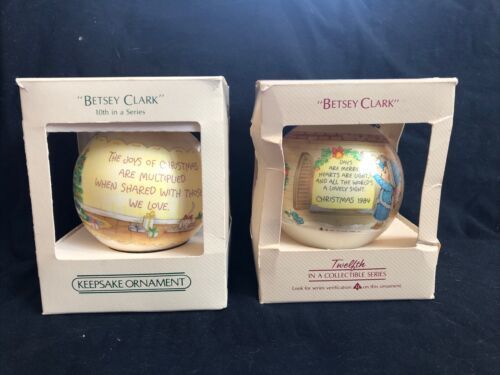 "BETSEY CLARK"
10th in a Series
THE JOYS OF CHRISTMAS
ARE MULTIPLIED
WHEN SHARED WITH THOSE
WE LOVE.
KEEPSAKE ORNAMENT
"BETSEY CLARK"
DAYS
ARE MERRY,
HEARTS ARE LIGHT,
AND ALL THE WORLD'S
A LOVELY SIGHT.
CHRISTMAS 1984
Twelfth
IN A COLLECTIBLE SERIES
Look for series verification on this ornament.